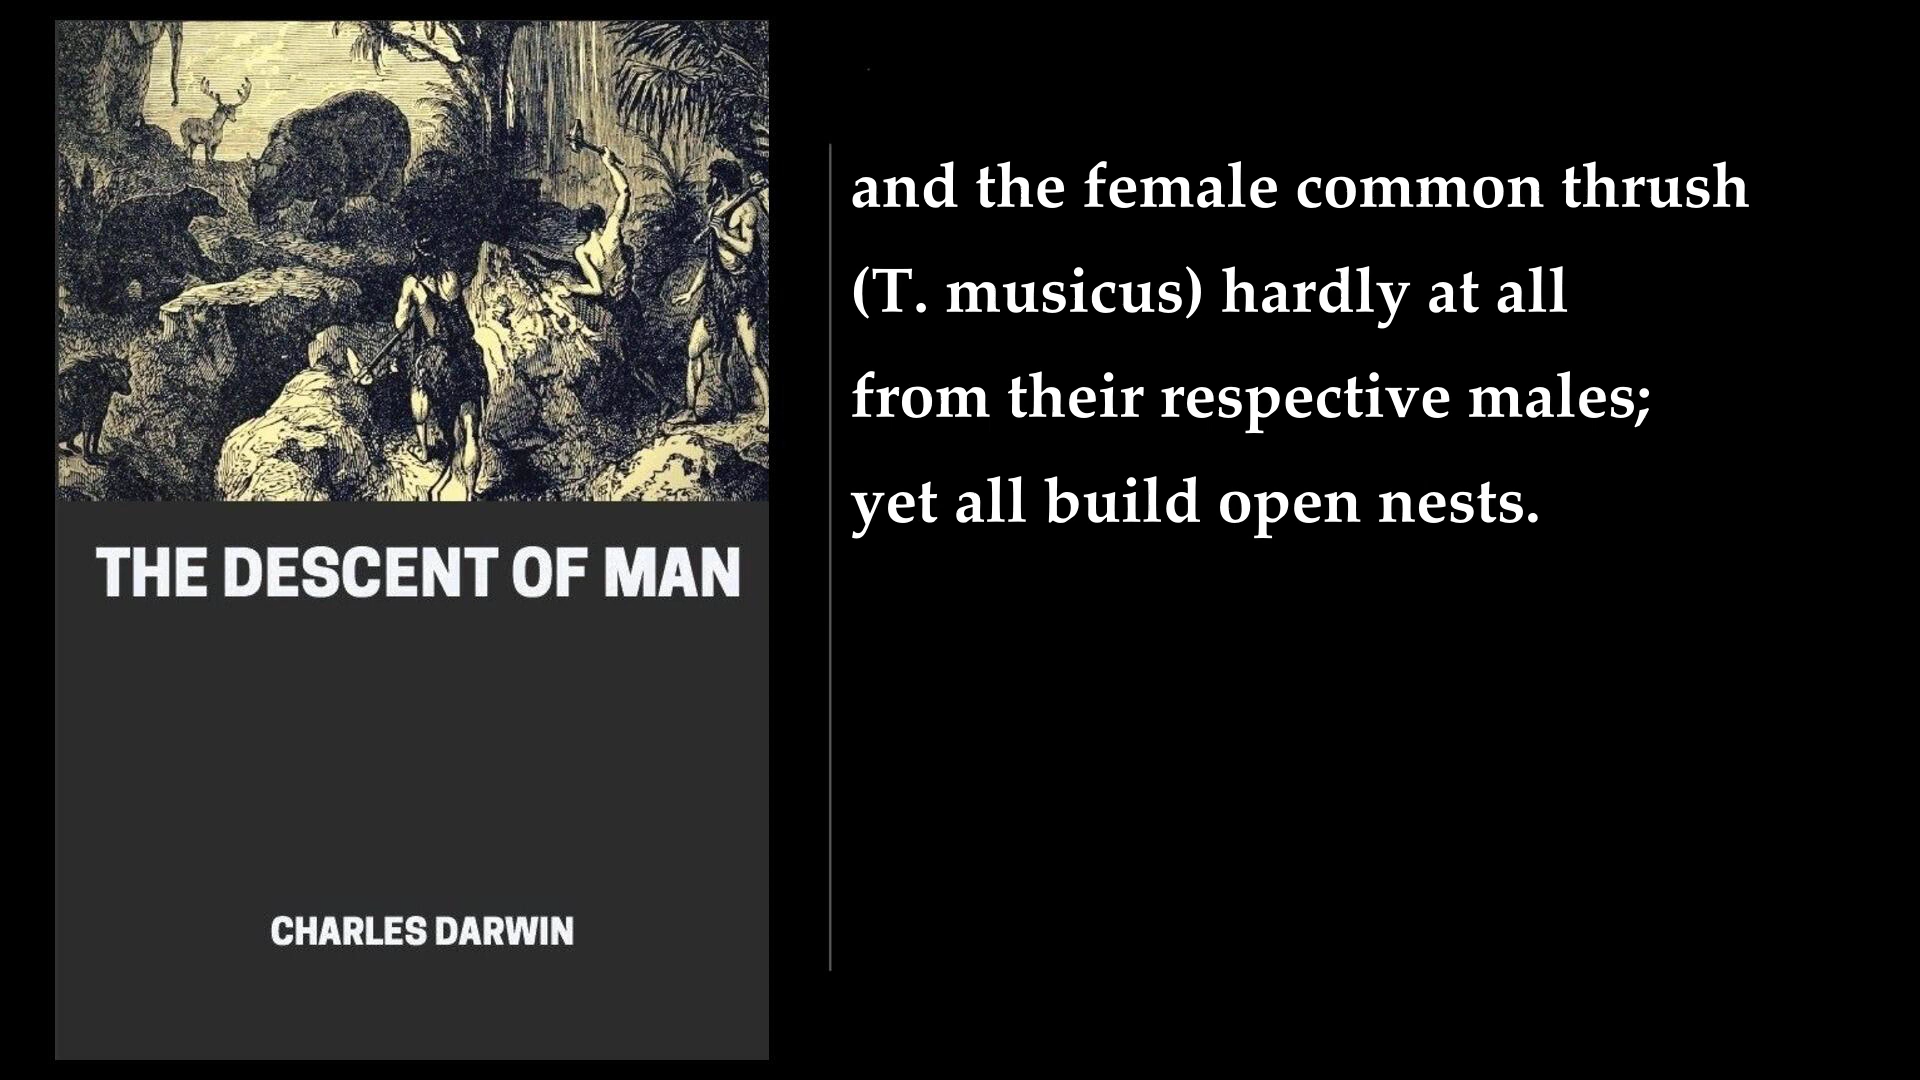 THE DESCENT OF MAN
CHARLES DARWIN
and the female common thrush
(T. musicus) hardly at all
from their respective males;
yet all build open nests.